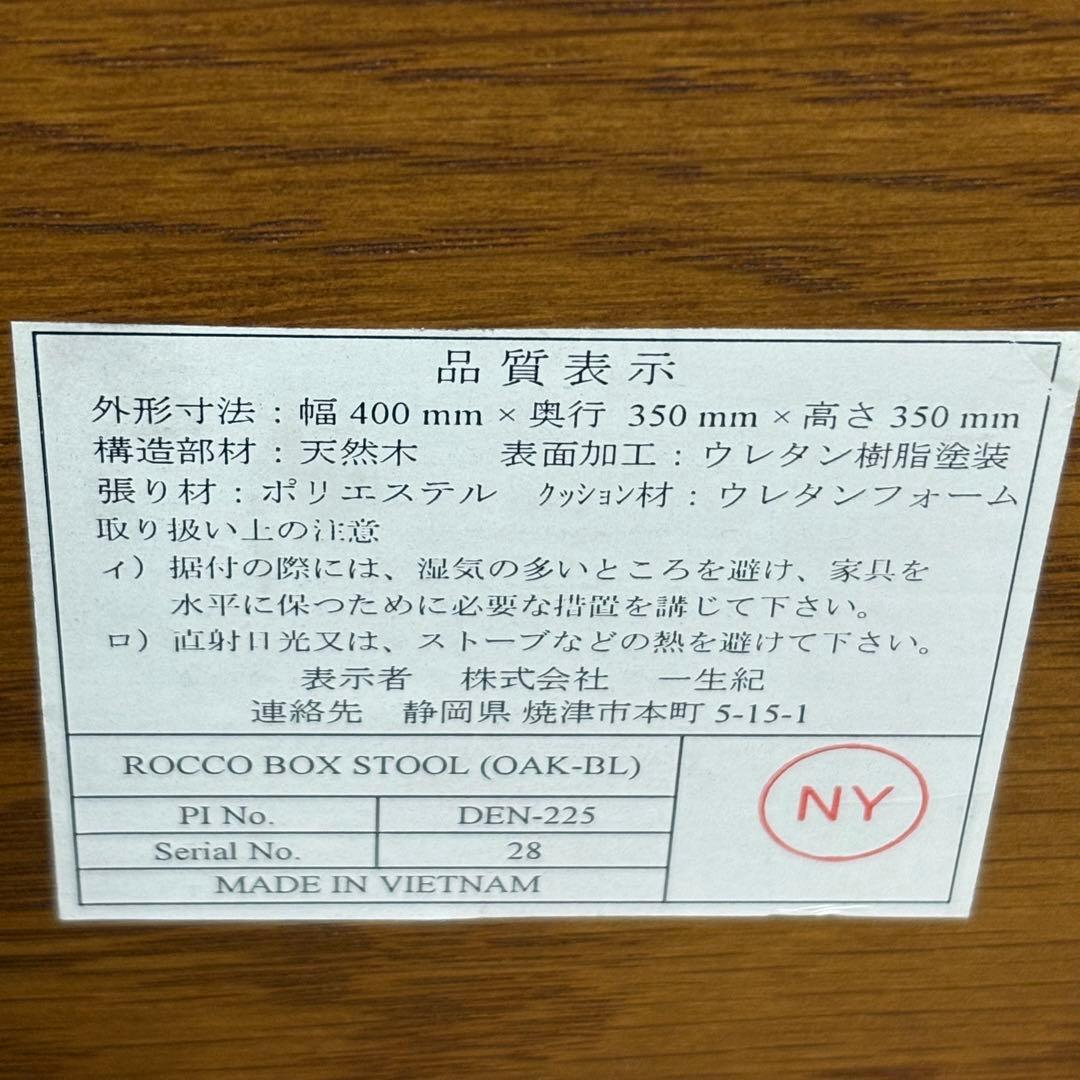 品質表示
外形寸法：幅 400 mm × 奥行 350 mm × 高さ 350 mm
構造部材：天然木 表面加工：ウレタン樹脂塗装
張り材：ポリエステル ｸｯｼｮﾝ材：ウレタンフォーム
取り扱い上の注意
ィ）据付の際には、湿気の多いところを避け、家具を
水平に保つために必要な措置を講じて下さい。
ロ）直射日光又は、ストーブなどの熱を避けて下さい。
表示者 株式会社 一生紀
連絡先 静岡県 焼津市本町 5-15-1
ROCCO BOX STOOL (OAK-BL)
PI No. DEN-225
Serial No. 28
MADE IN VIETNAM
NY